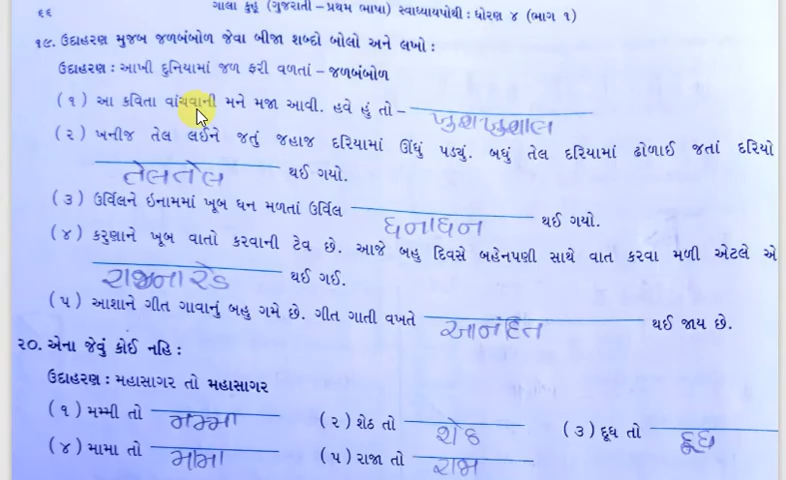 ૬૬
ગાલા કુહૂ (ગુજરાતી – પ્રથમ ભાષા) સ્વાધ્યાયપોથી : ધોરણ ૪ (ભાગ ૧)
૧૯. ઉદાહરણ મુજબ જળબંબોળ જેવા બીજા શબ્દો બોલો અને લખો :
ઉદાહરણ : આખી દુનિયામાં જળ ફરી વળતાં – જળબંબોળ
(૧) આ કવિતા વાંચવાની મને મજા આવી. હવે હું તો – ખુશખુશાલ
(૨) ખનીજ તેલ લઈને જતું જહાજ દરિયામાં ઊંધું પડ્યું. બધું તેલ દરિયામાં ઢોળાઈ જતાં દરિયો
તેલતેલ થઈ ગયો.
(૩) ઉર્વિલને ઇનામમાં ખૂબ ધન મળતાં ઉર્વિલ ધનાધન થઈ ગયો.
(૪) કરુણાને ખૂબ વાતો કરવાની ટેવ છે. આજે બહુ દિવસે બહેનપણી સાથે વાત કરવા મળી એટલે એ
રાજીના રેડ થઈ ગઈ.
(૫) આશાને ગીત ગાવાનું બહુ ગમે છે. ગીત ગાતી વખતે આનંદિત થઈ જાય છે.
૨૦. એના જેવું કોઈ નહિ :
ઉદાહરણ : મહાસાગર તો મહાસાગર
(૧) મમ્મી તો મમ્મી (૨) શેઠ તો શેઠ (૩) દૂધ તો દૂધ
(૪) મામા તો મામા (૫) રાજા તો રાજા